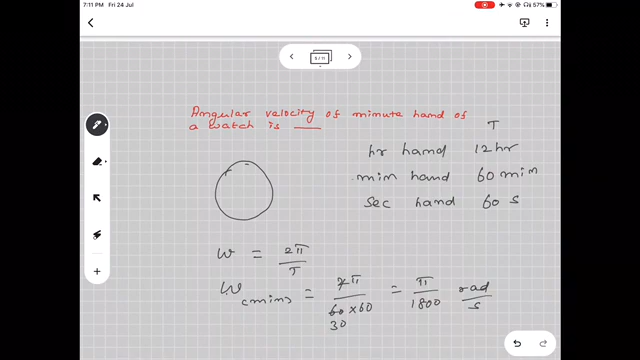 7:11 PM Fri 24 Jul
57%
5 / 11
Angular velocity of minute hand of
a watch is ____
T
hr hand 12 hr
min hand 60 min
sec hand 60 s
ω = 2π / T
ω (min) = 2π / 60 × 60 = π / 1800 rad / s
30